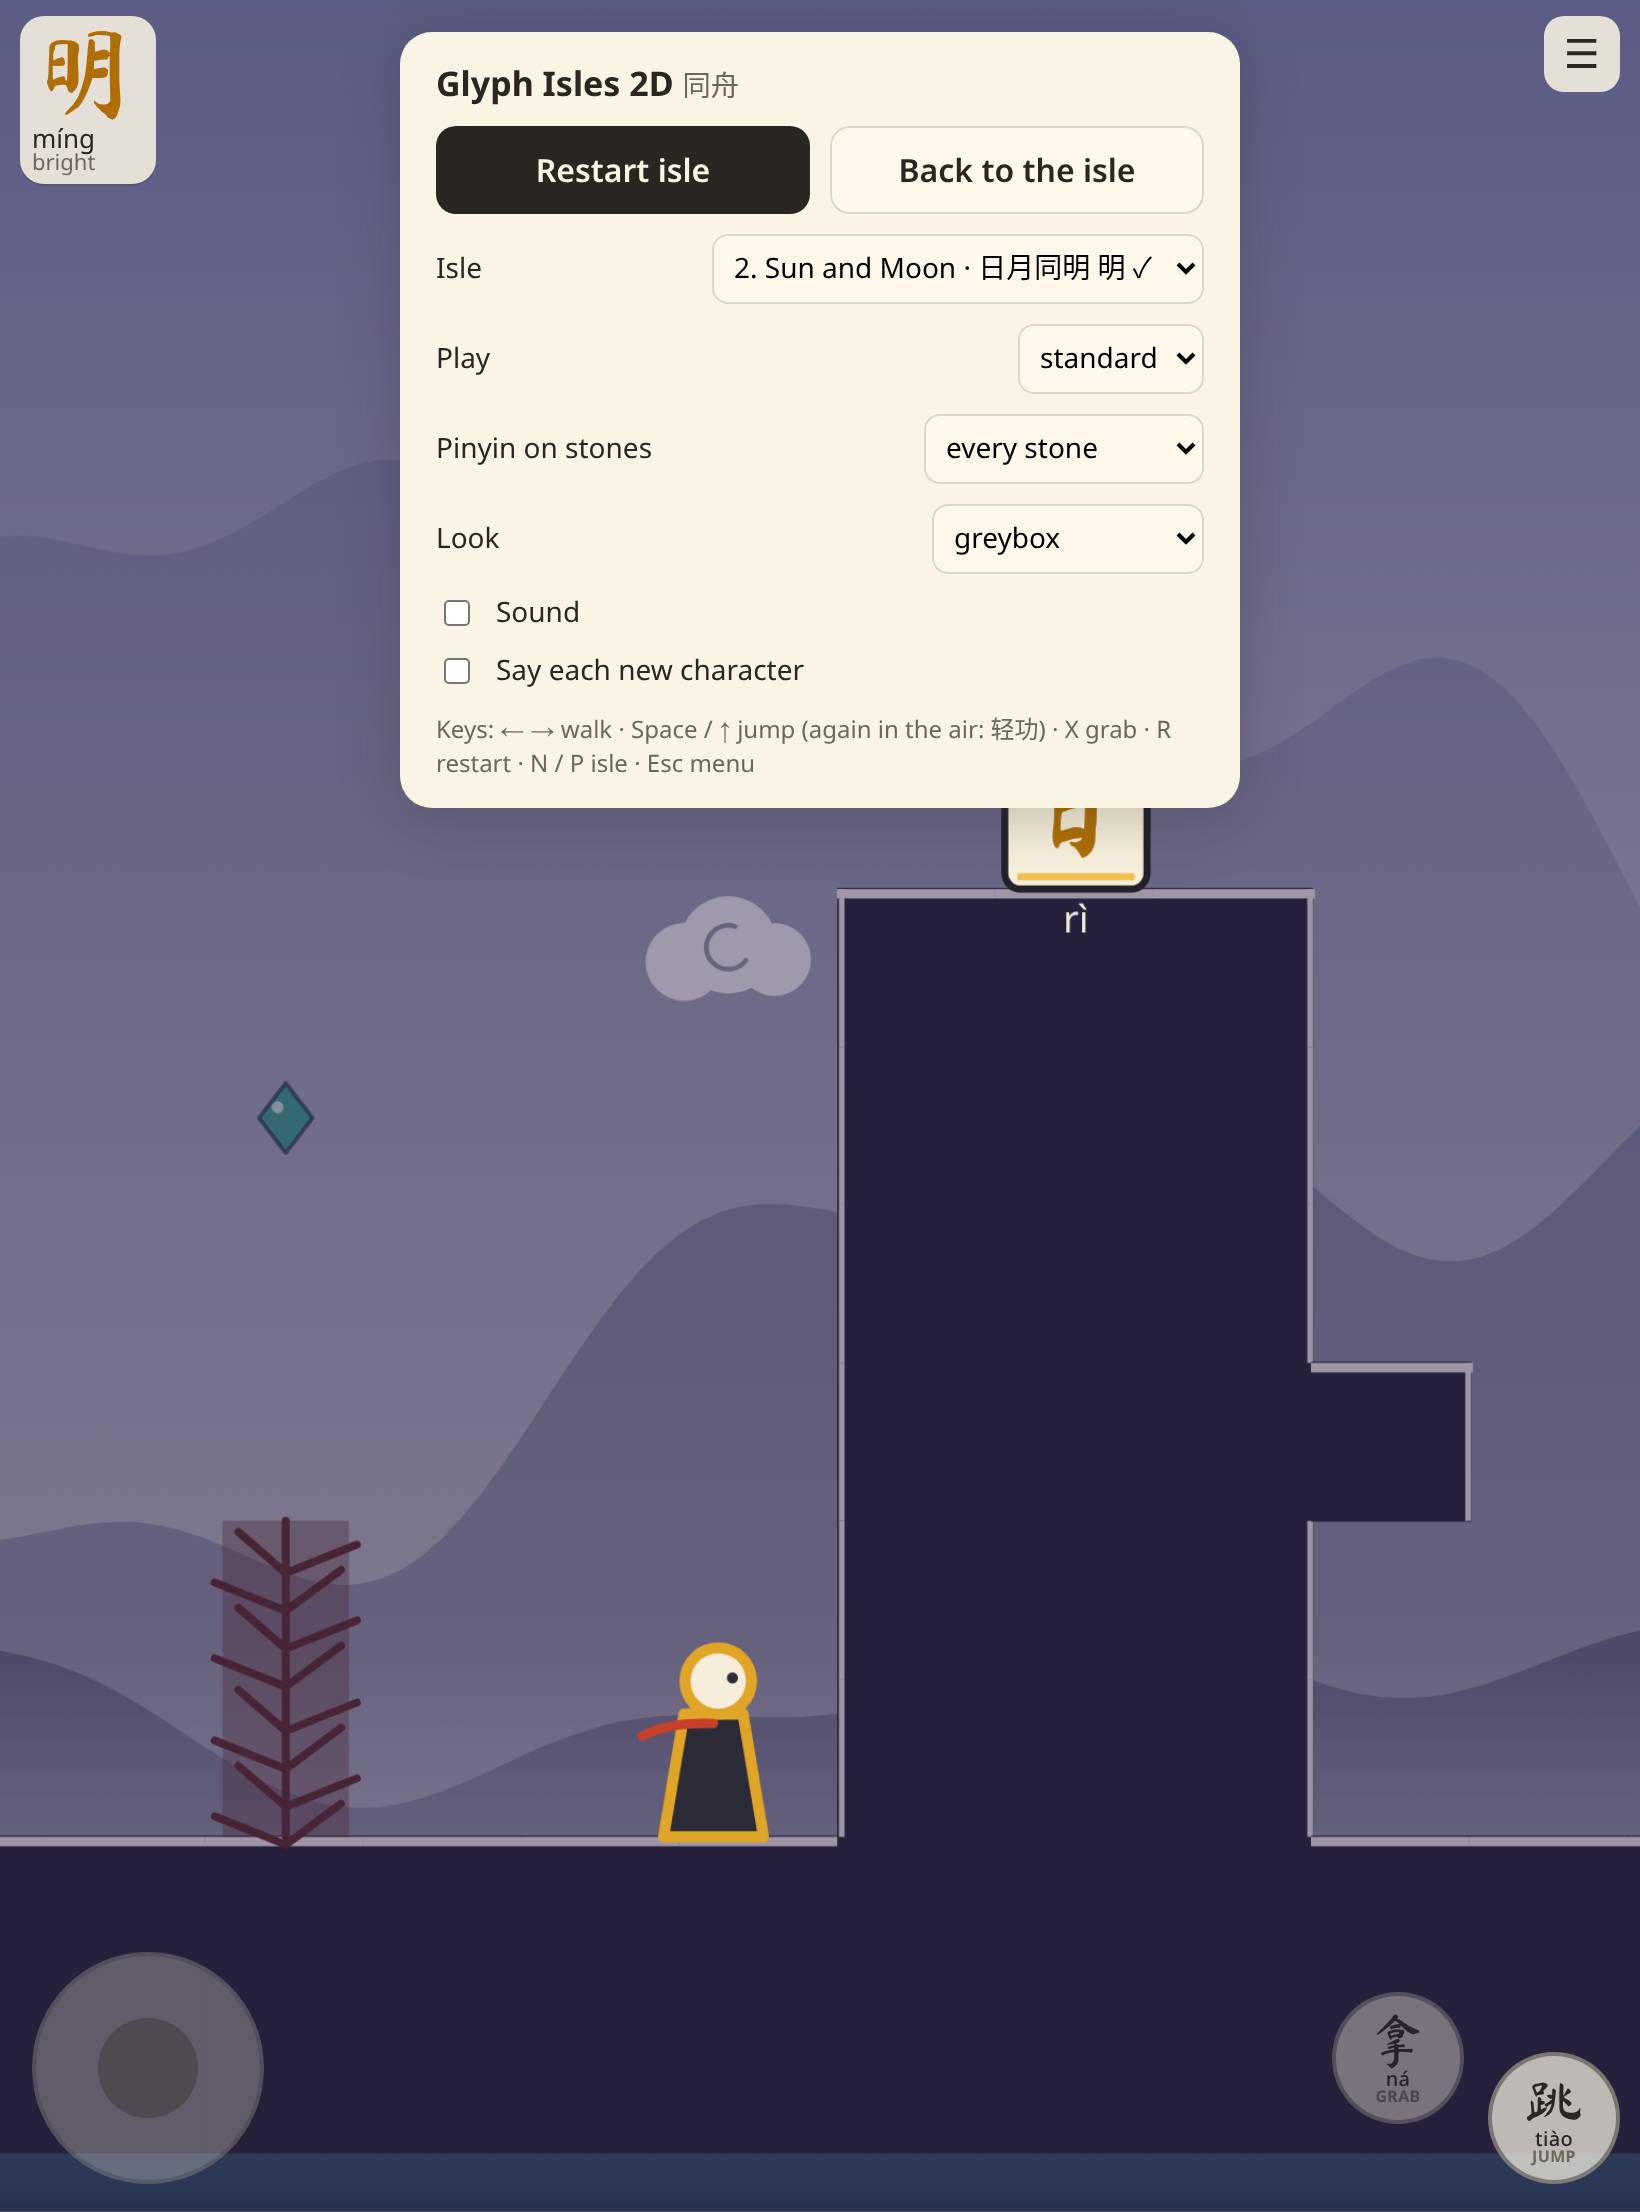 明
míng
bright
☰
Glyph Isles 2D 同舟
Restart isle
Back to the isle
Isle
2. Sun and Moon · 日月同明 明 ✓
Play
standard
Pinyin on stones
every stone
Look
greybox
Sound
Say each new character
Keys: ← → walk · Space / ↑ jump (again in the air: 轻功) · X grab · R
restart · N / P isle · Esc menu
rì
拿
ná
GRAB
跳
tiào
JUMP